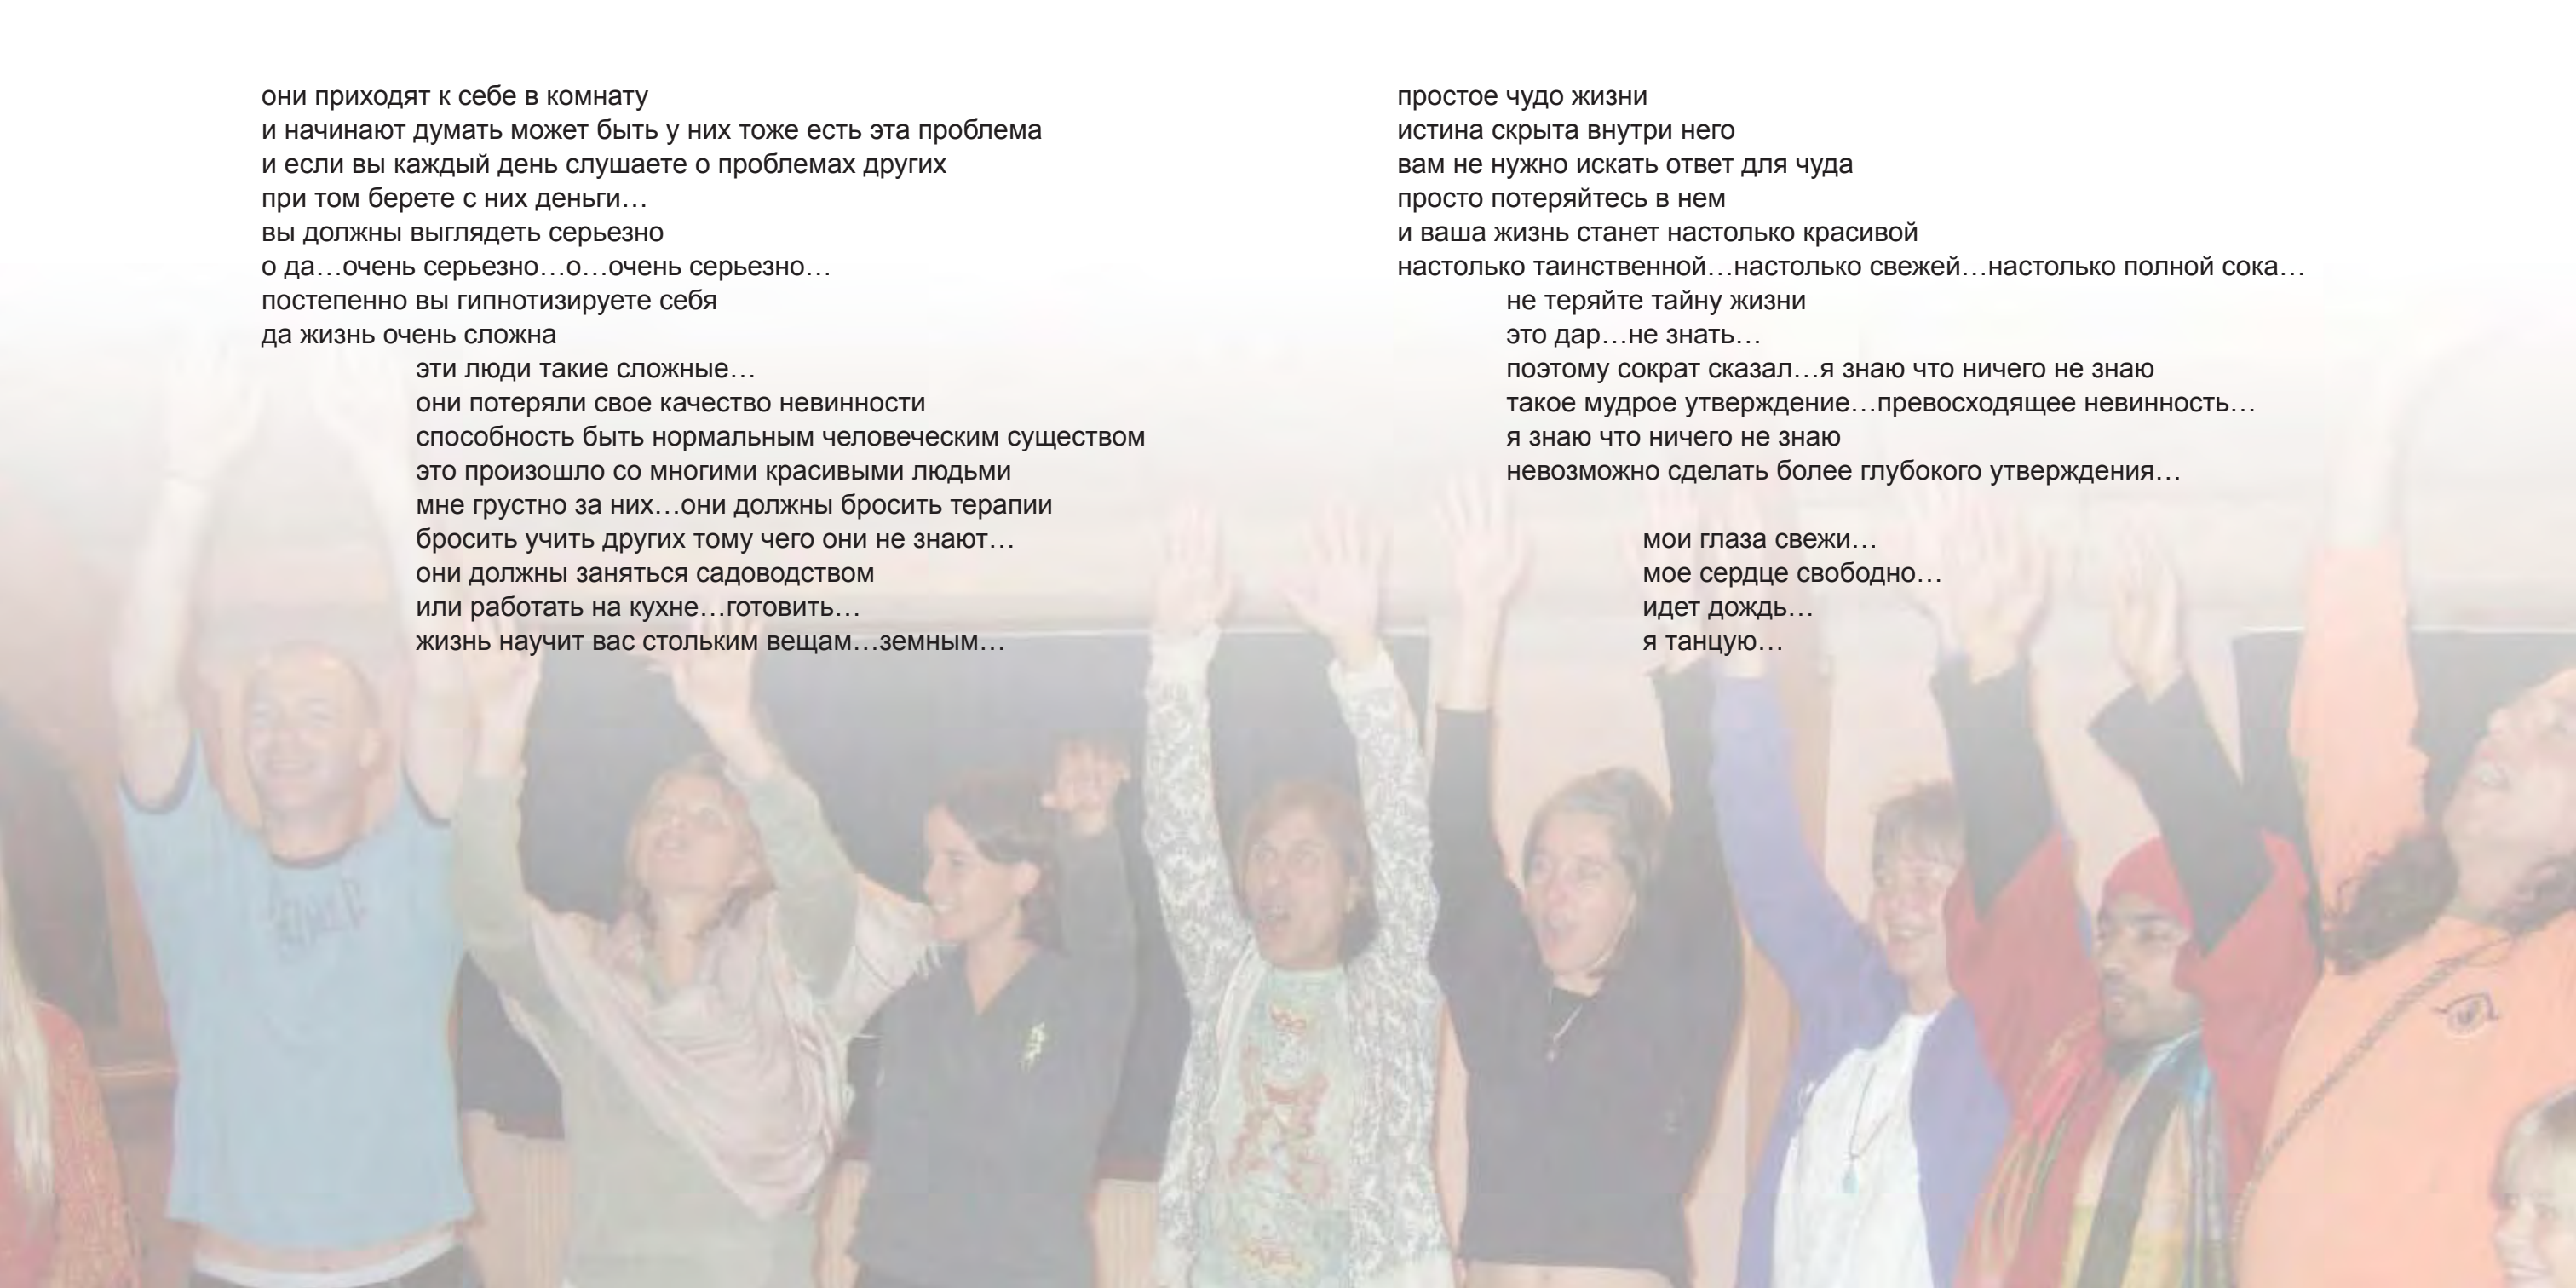 они приходят к себе в комнату
и начинают думать может быть у них тоже есть эта проблема
и если вы каждый день слушаете о проблемах других
при том берете с них деньги…
вы должны выглядеть серьезно
о да…очень серьезно…о…очень серьезно…
постепенно вы гипнотизируете себя
да жизнь очень сложна
эти люди такие сложные…
они потеряли свое качество невинности
способность быть нормальным человеческим существом
это произошло со многими красивыми людьми
мне грустно за них…они должны бросить терапии
бросить учить других тому чего они не знают…
они должны заняться садоводством
или работать на кухне…готовить…
жизнь научит вас стольким вещам…земным…
простое чудо жизни
истина скрыта внутри него
вам не нужно искать ответ для чуда
просто потеряйтесь в нем
и ваша жизнь станет настолько красивой
настолько таинственной…настолько свежей…настолько полной сока…
не теряйте тайну жизни
это дар…не знать…
поэтому сократ сказал…я знаю что ничего не знаю
такое мудрое утверждение…превосходящее невинность…
я знаю что ничего не знаю
невозможно сделать более глубокого утверждения…
мои глаза свежи…
мое сердце свободно…
идет дождь…
я танцую…